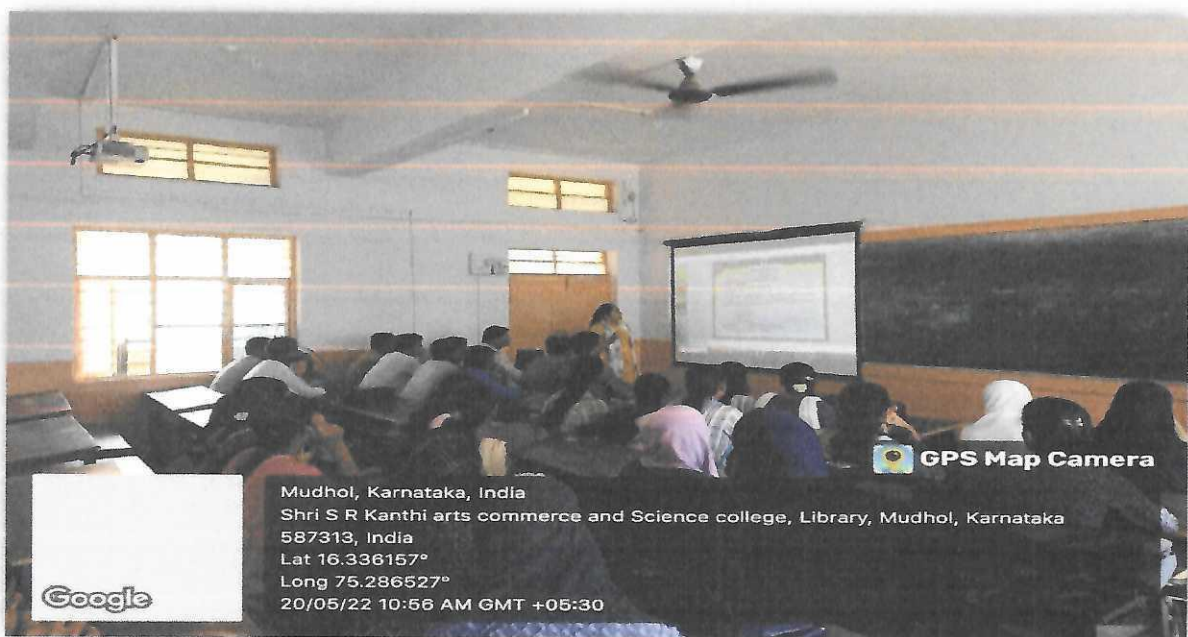 GPS Map Camera
Mudhol, Karnataka, India
Shri S R Kanthi arts commerce and Science college, Library, Mudhol, Karnataka
587313, India
Lat 16.336157°
Long 75.286527°
20/05/22 10:56 AM GMT +05:30
Google